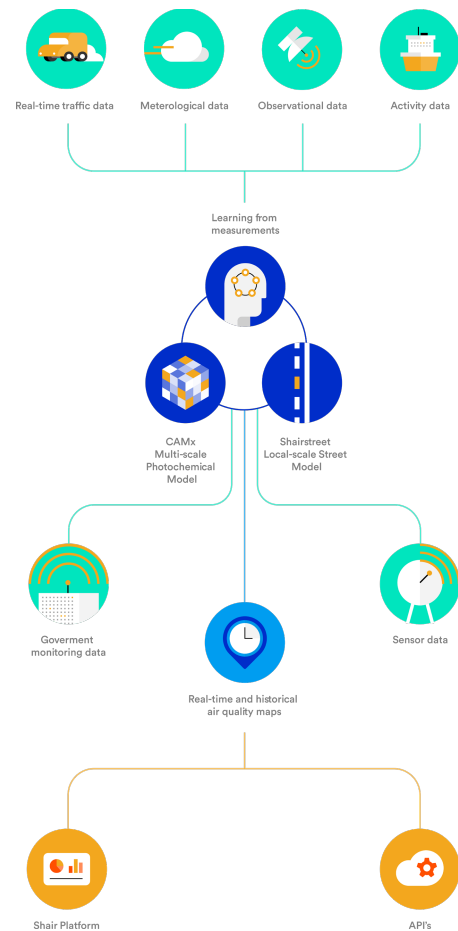 Real-time traffic data
Meterological data
Observational data
Activity data
Learning from
measurements
CAMx
Multi-scale
Photochemical
Model
Shairstreet
Local-scale Street
Model
Goverment
monitoring data
Sensor data
Real-time and historical
air quality maps
Shair Platform
API's